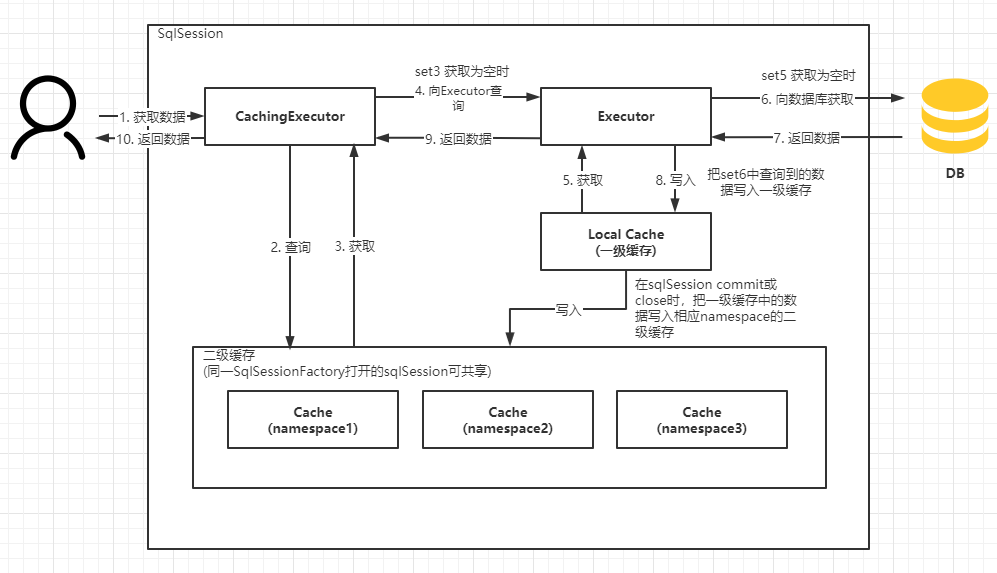 SqlSession
set3 获取为空时
4. 向Executor查
询
set5 获取为空时
6. 向数据库获取
1. 获取数据
CachingExecutor
Executor
10. 返回数据
9. 返回数据
7. 返回数据
DB
5. 获取
8. 写入
把set6中查询到的数
据写入一级缓存
Local Cache
(一级缓存)
2. 查询
3. 获取
在sqlSession commit或
close时，把一级缓存中的数
据写入相应namespace的二
级缓存
写入
二级缓存
(同一SqlSessionFactory打开的sqlSession可共享)
Cache
(namespace1)
Cache
(namespace2)
Cache
(namespace3)